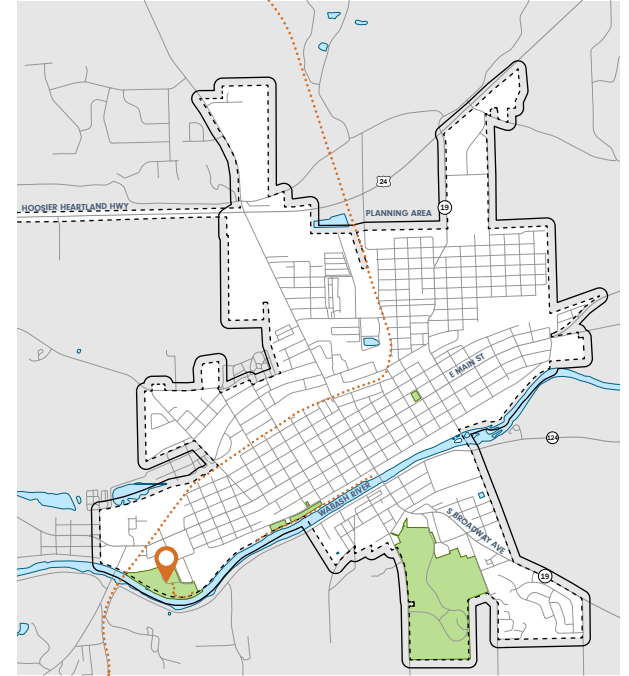 24
HOOSIER HEARTLAND HWY
19
PLANNING AREA
E MAIN ST
124
WABASH RIVER
S BROADWAY AVE
19